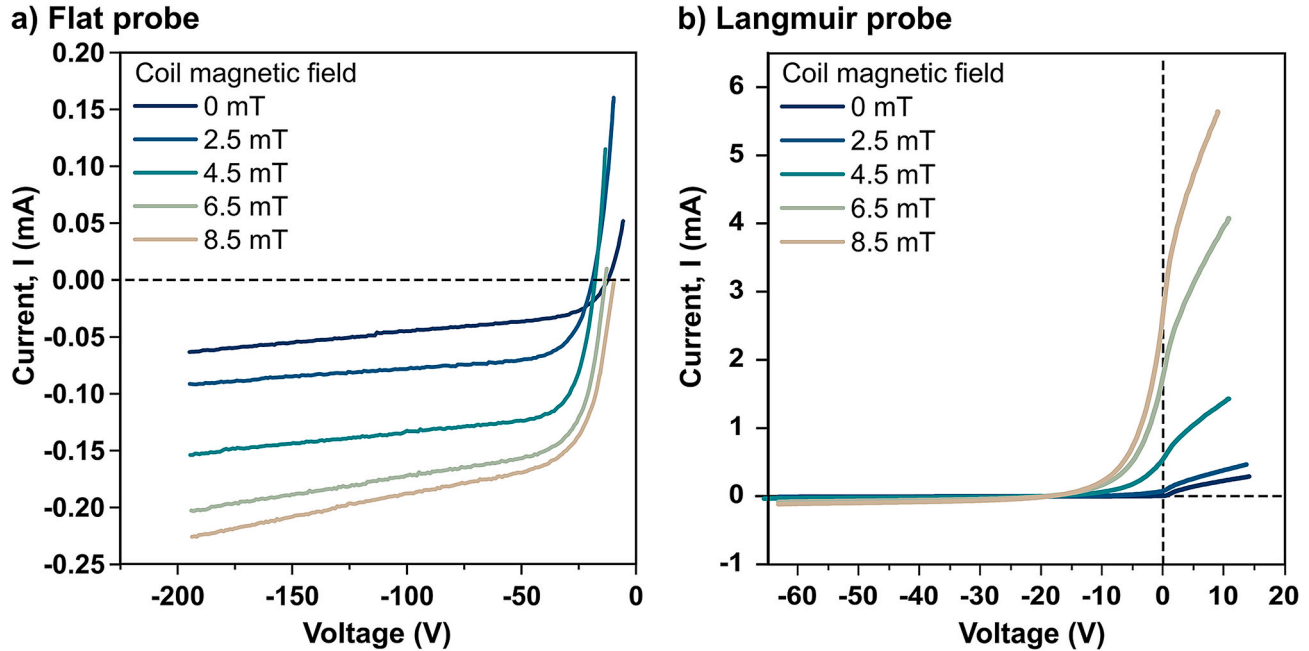 a) Flat probe
Coil magnetic field
0 mT
2.5 mT
4.5 mT
6.5 mT
8.5 mT
0.20
0.15
0.10
0.05
0.00
-0.05
-0.10
-0.15
-0.20
-0.25
Current, I (mA)
-200 -150 -100 -50 0
Voltage (V)
b) Langmuir probe
Coil magnetic field
0 mT
2.5 mT
4.5 mT
6.5 mT
8.5 mT
6
5
4
3
2
1
0
-1
Current, I (mA)
-60 -50 -40 -30 -20 -10 0 10 20
Voltage (V)